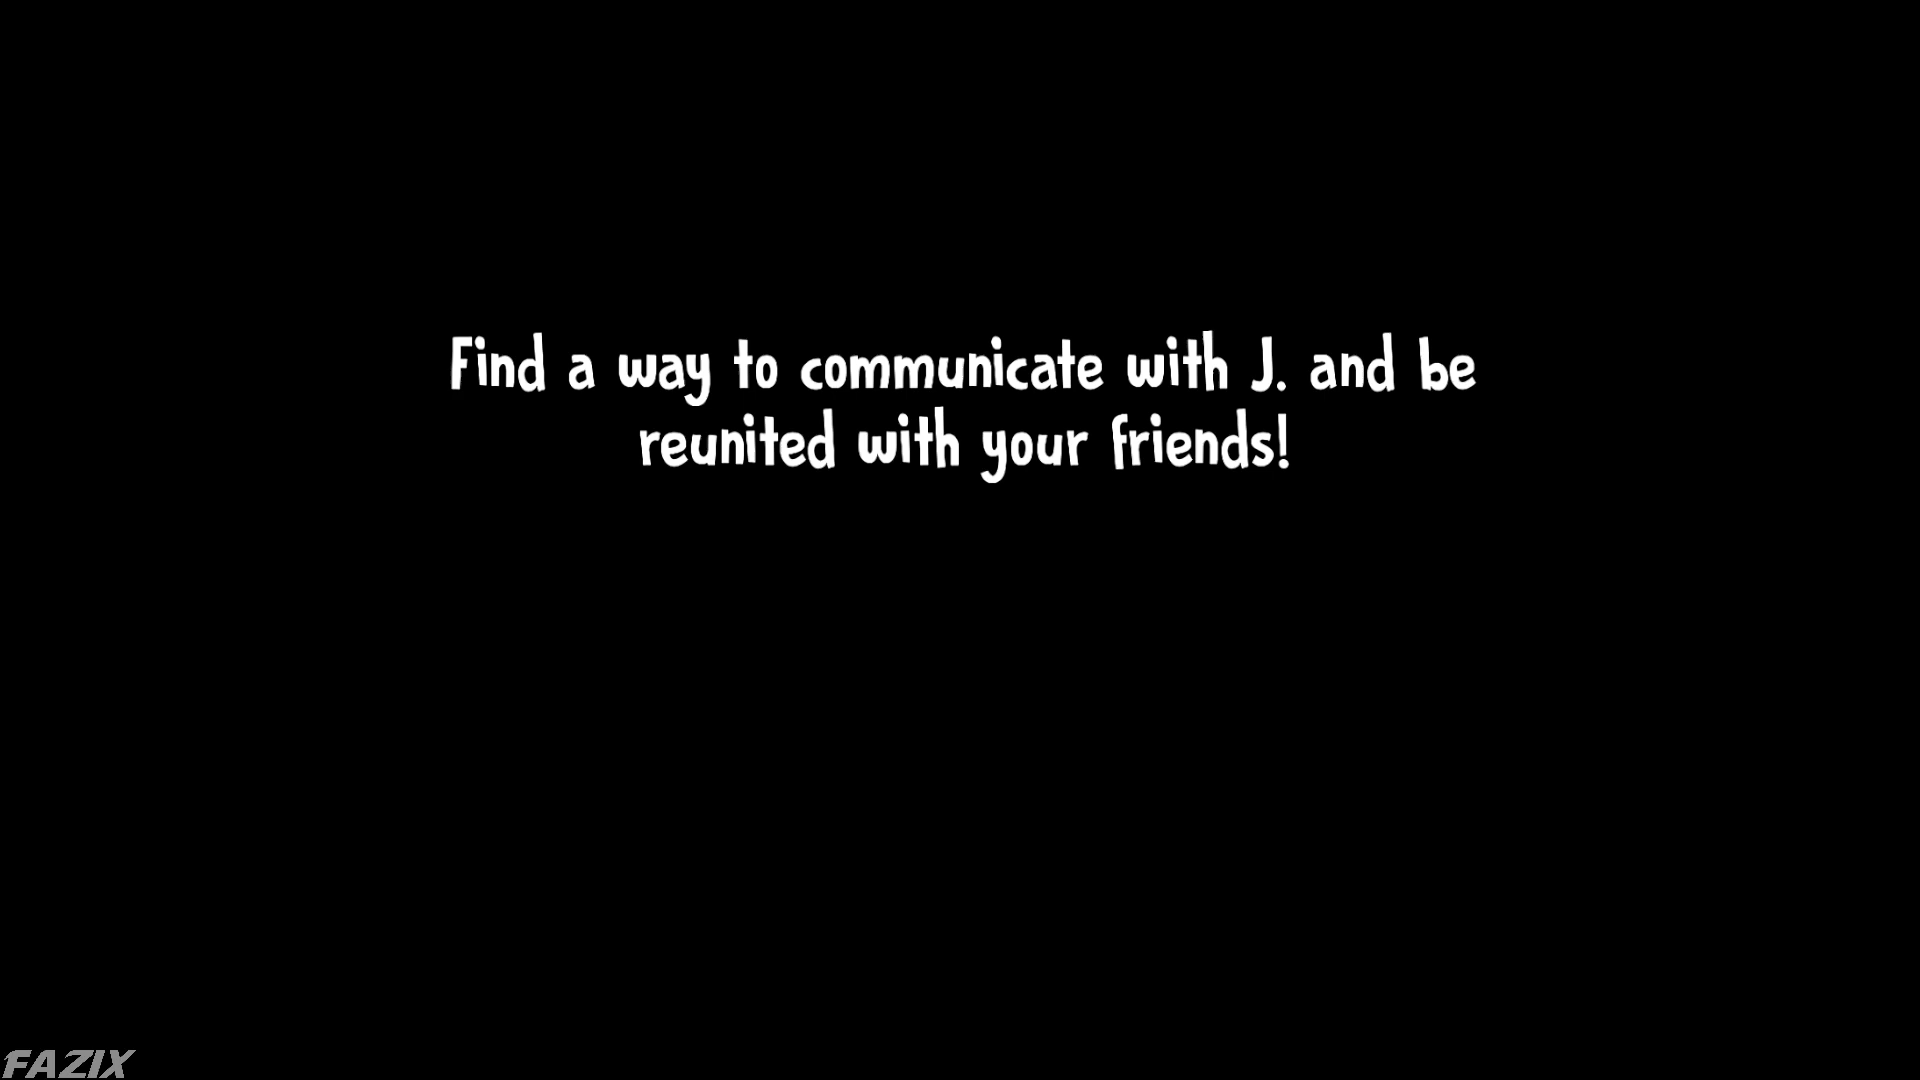 Find a way to communicate with J. and be
reunited with your friends!
FAZIX